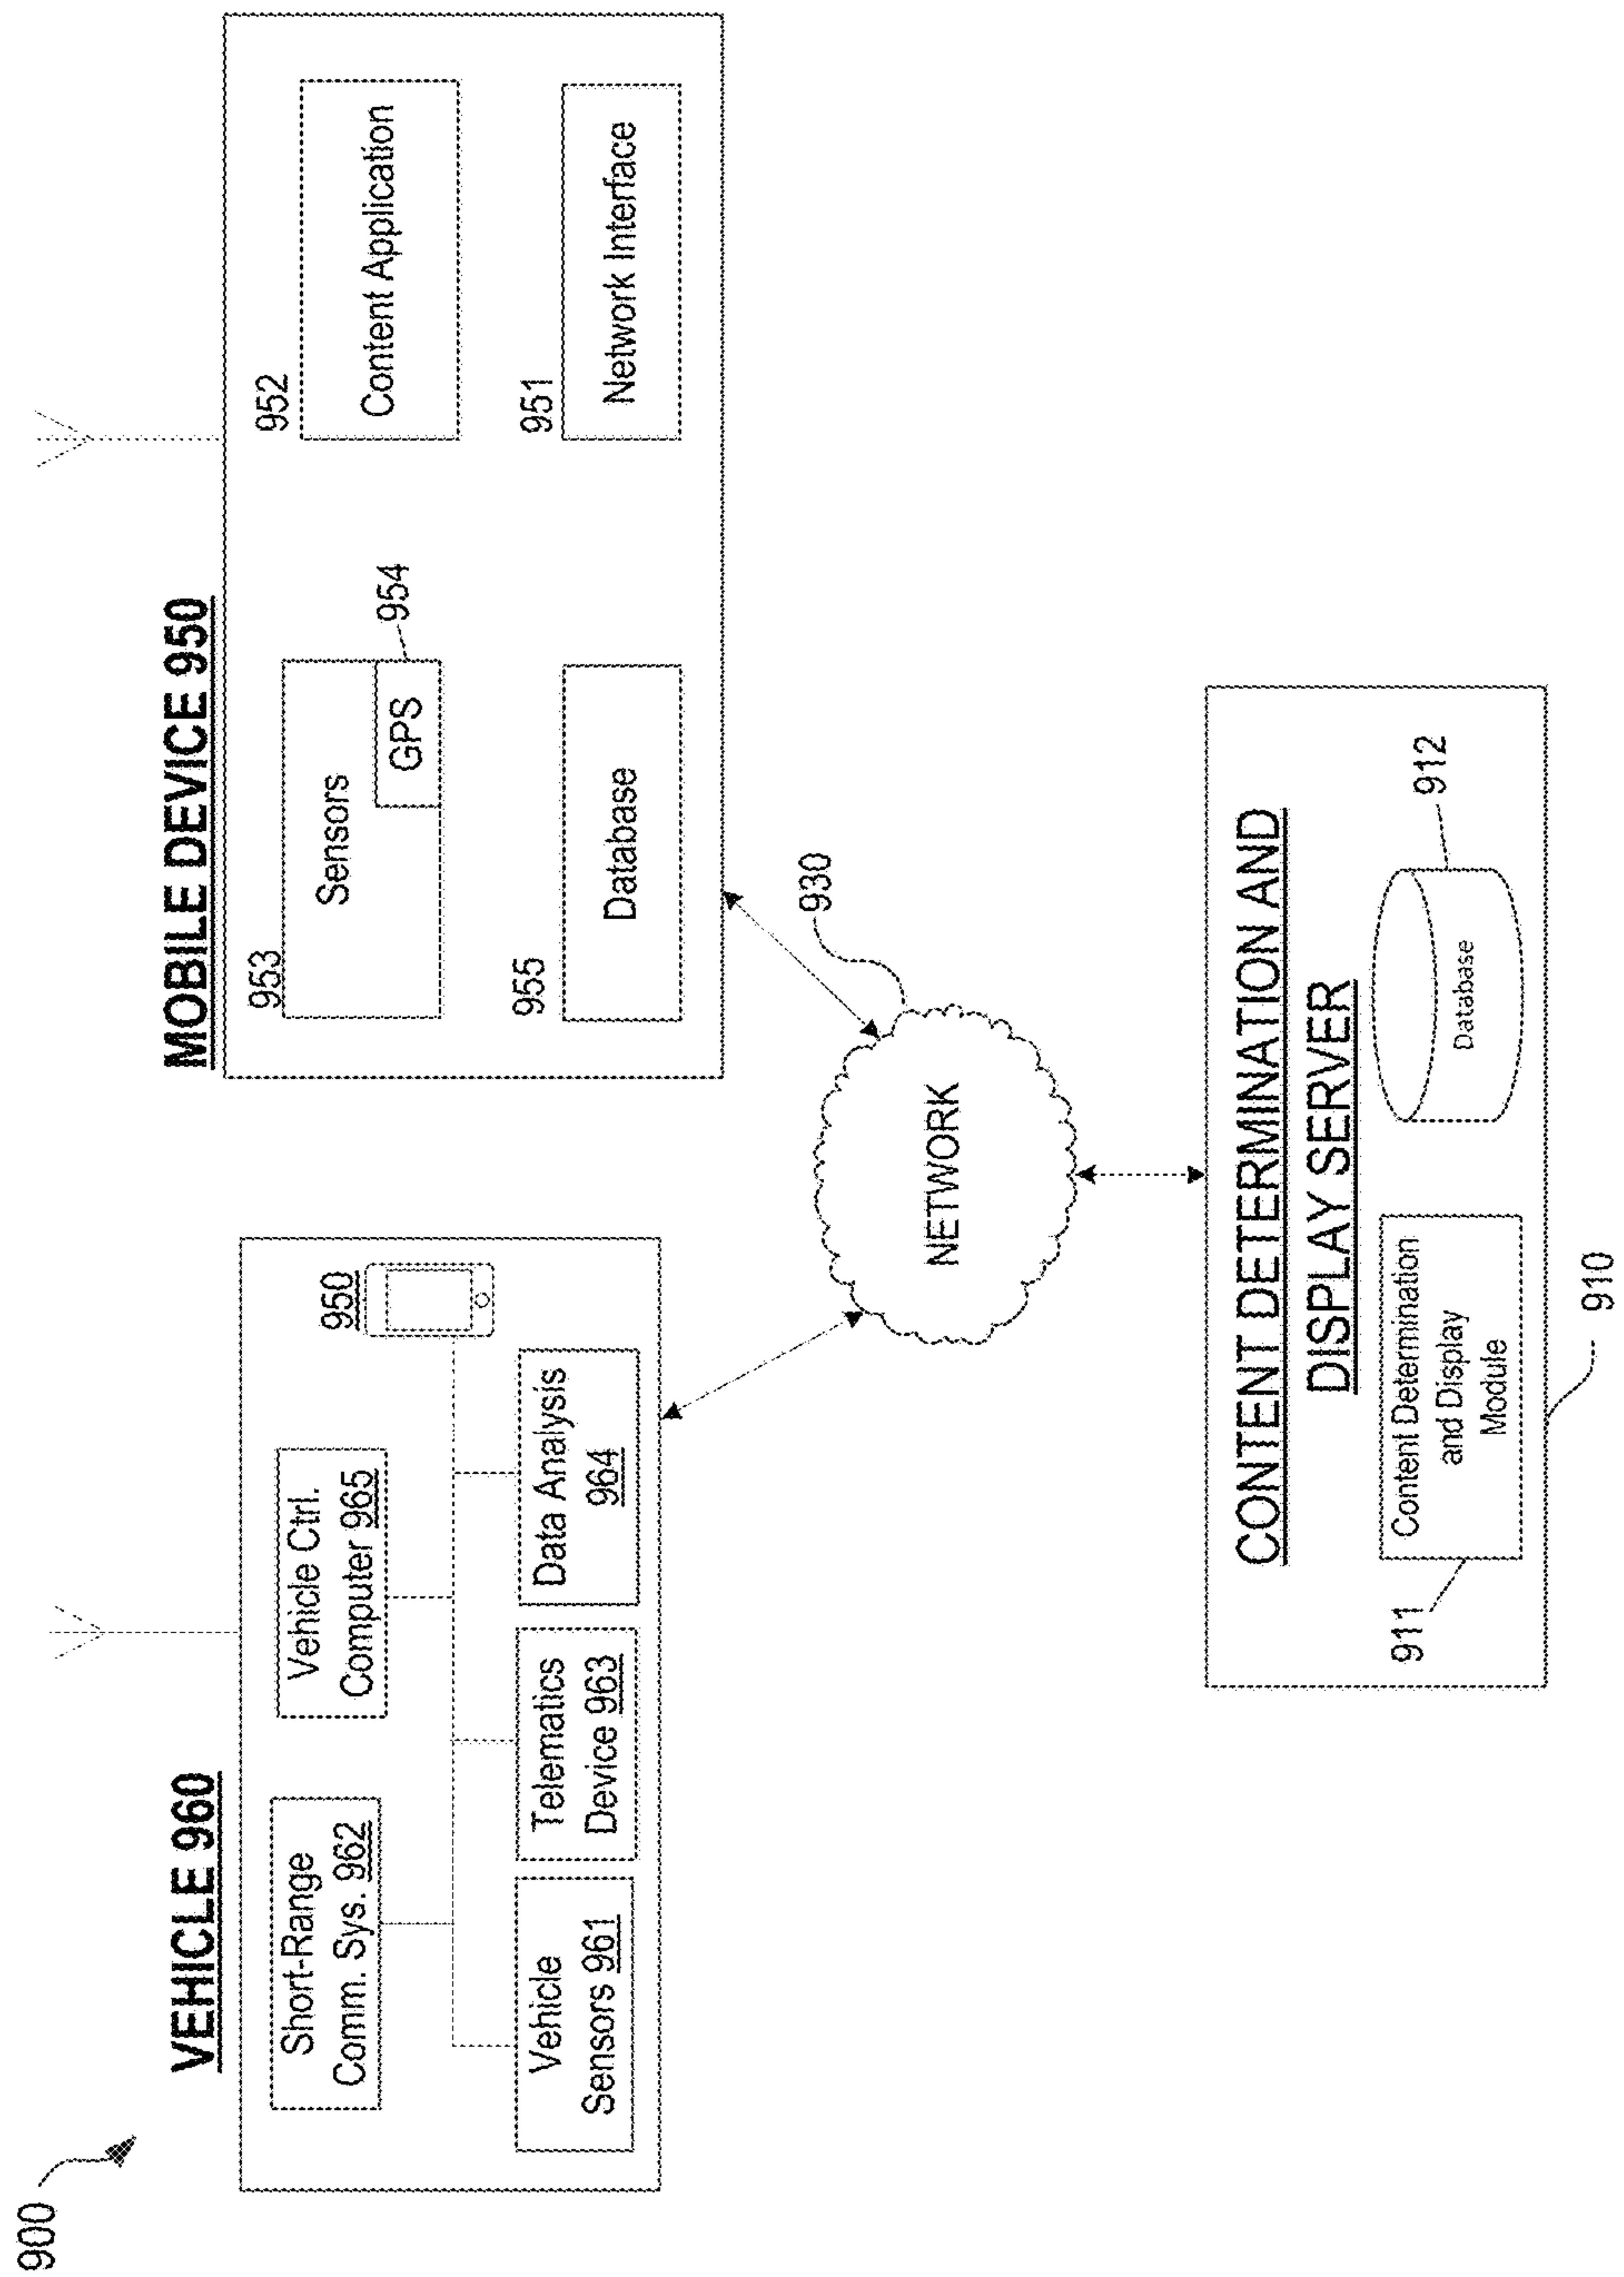 900
VEHICLE 960
Short-Range
Comm. Sys. 962
Vehicle Ctrl.
Computer 965
950
Vehicle
Sensors 961
Telematics
Device 963
Data Analysis
964
MOBILE DEVICE 950
953
Sensors
GPS
954
952
Content Application
955
Database
951
Network Interface
930
NETWORK
CONTENT DETERMINATION AND
DISPLAY SERVER
911
Content Determination
and Display
Module
Database
912
910